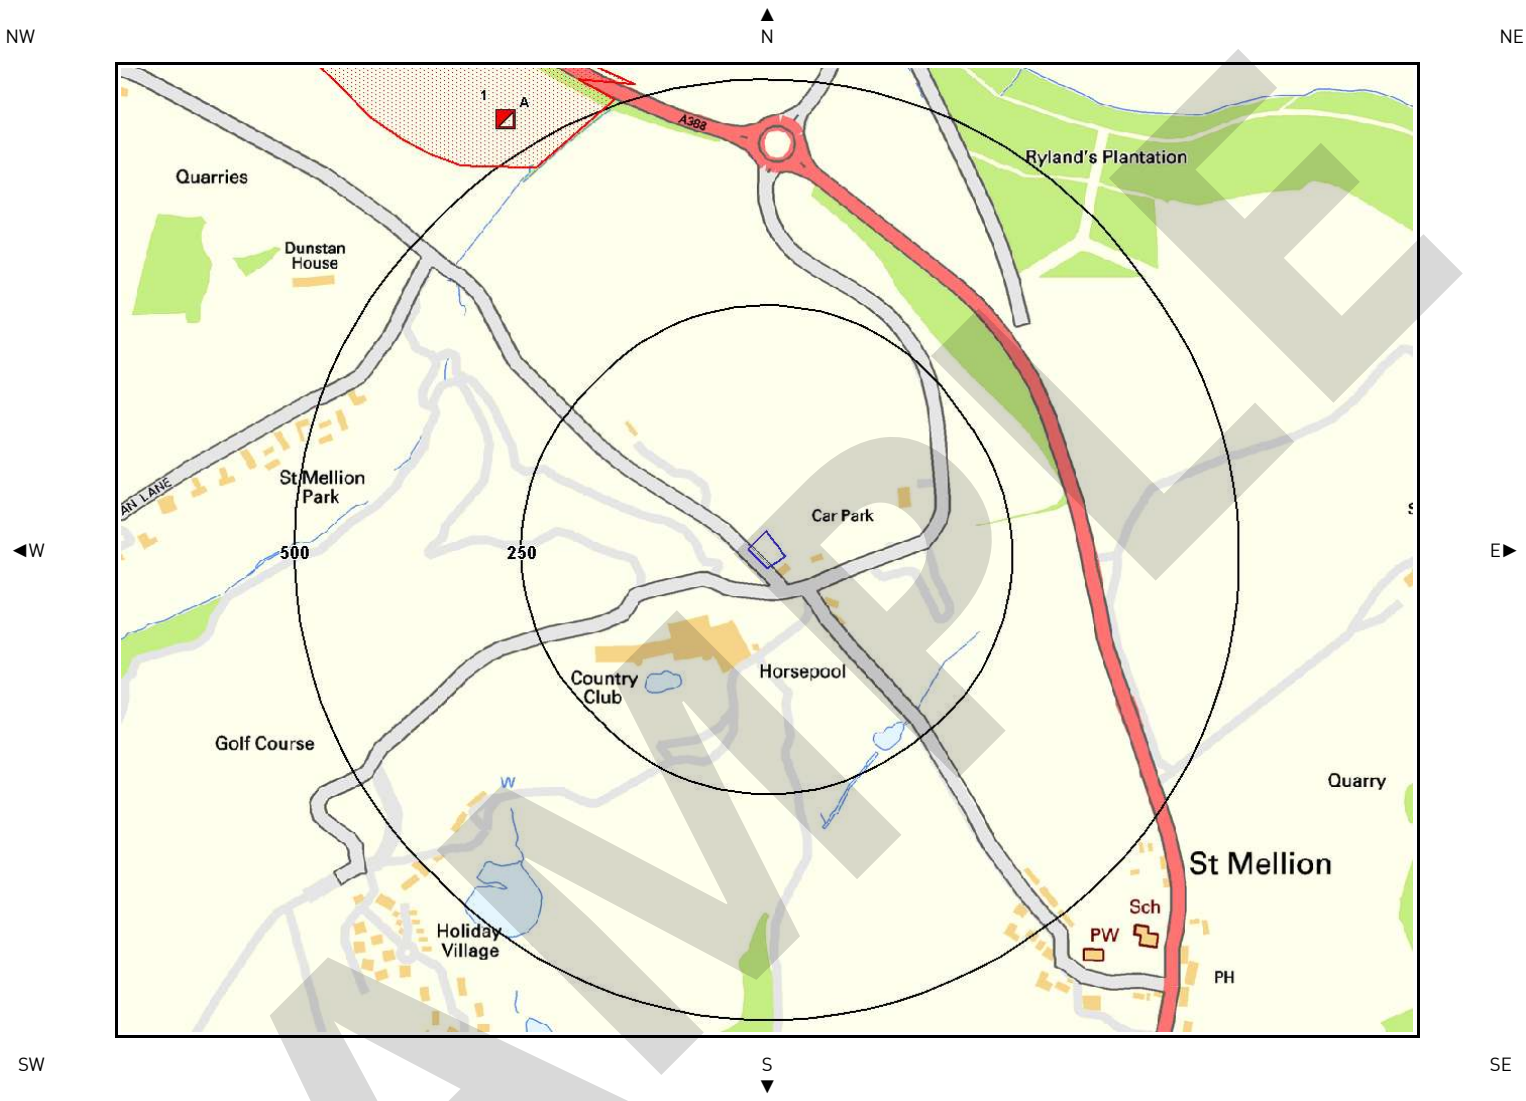 ▲
NW N NE
1 A
A388
Quarries
Ryland's Plantation
Dunstan
House
St Mellion
Park
AN LANE
Car Park
◄W
500
250
E►
Country
Club
Horsepool
Golf Course
W
Quarry
St Mellion
Sch
PW
Holiday
Village
PH
SW S SE
▼
SAMPLE